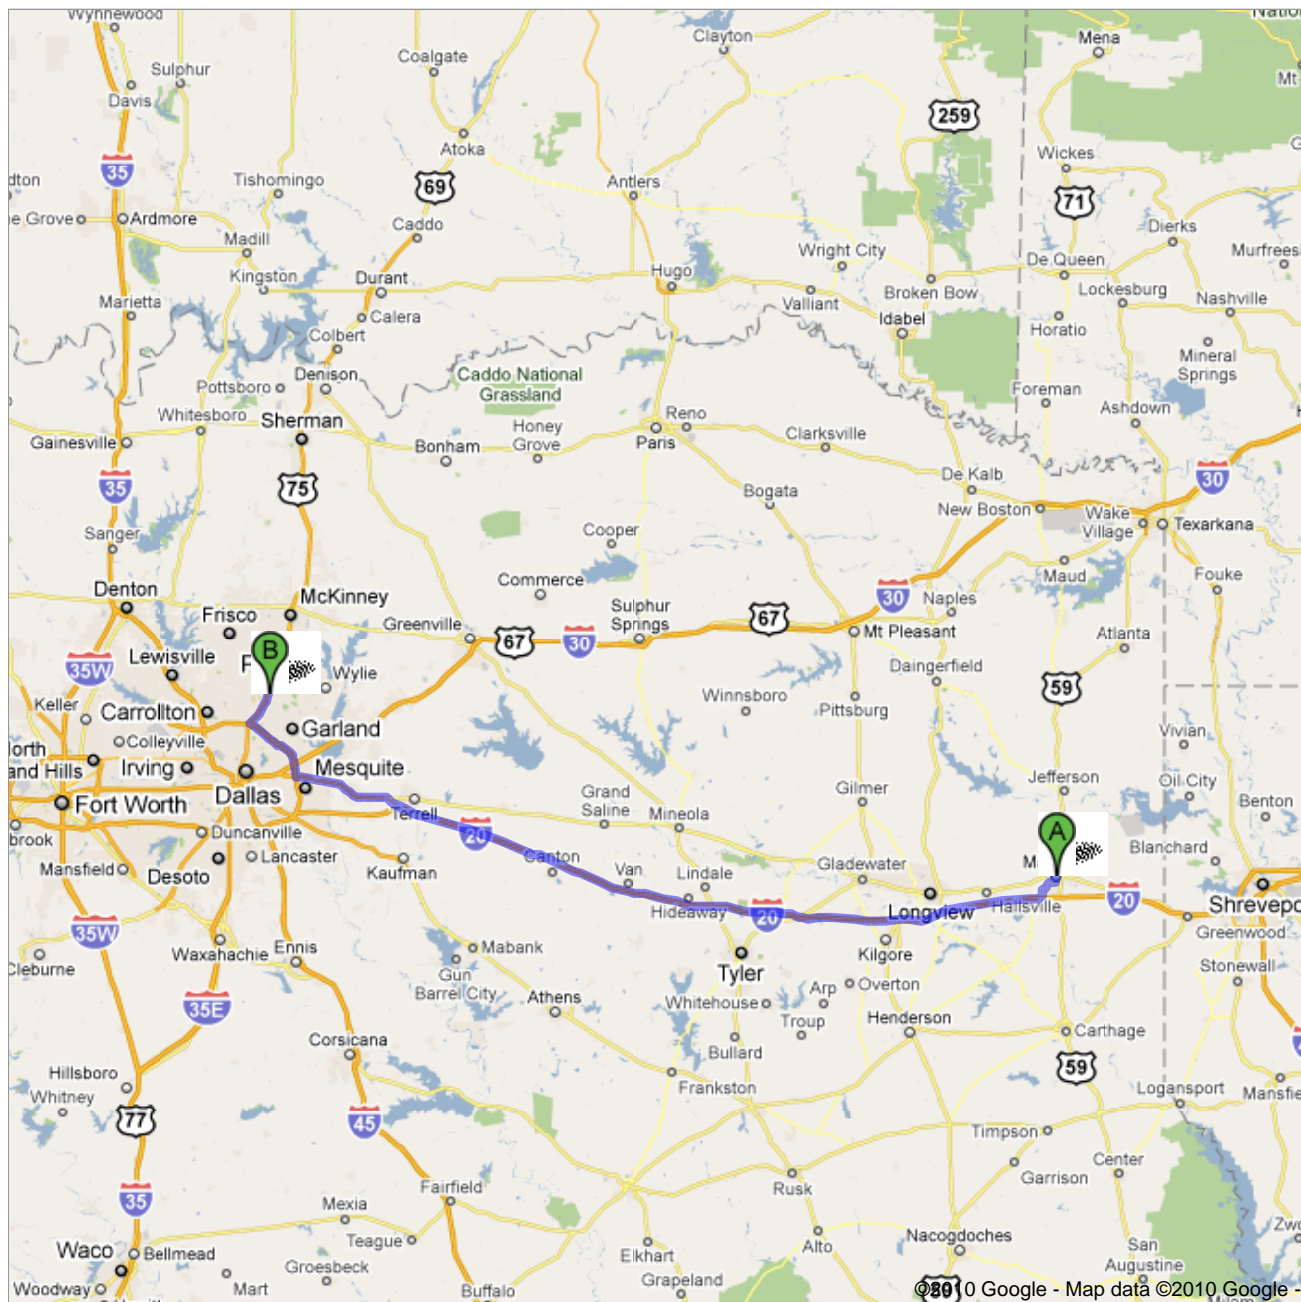 Wynnewood
Clayton
Mena
Coalgate
Sulphur
Mt
Davis
259
Atoka
35
Wickes
Tishomingo
69
Antlers
71
e Grove
Ardmore
Caddo
Dierks
Madill
Wright City
Murfrees
De Queen
Kingston
Durant
Hugo
Broken Bow
Lockesburg
Marietta
Valliant
Nashville
Calera
Idabel
Horatio
Colbert
Mineral
Springs
Pottsboro
Denison
Caddo National
Grassland
Foreman
Whitesboro
Reno
Ashdown
Sherman
Honey
Grove
Gainesville
Bonham
Paris
Clarksville
De Kalb
30
35
75
Bogata
New Boston
Wake
Village
Texarkana
Sanger
Cooper
Commerce
Maud
Fouke
Denton
McKinney
Frisco
Sulphur
Springs
30
Naples
Greenville
67
30
67
Mt Pleasant
Atlanta
B
Lewisville
35W
Wylie
Daingerfield
59
Keller
Carrollton
Winnsboro
Pittsburg
Garland
Colleyville
Vivian
Irving
Mesquite
Jefferson
Oil City
Fort Worth
Dallas
Grand
Saline
Mineola
Gilmer
Benton
Terrell
Duncanville
20
A
Blanchard
Lancaster
Canton
Mansfield
Desoto
Kaufman
Van
Lindale
Gladewater
Hideaway
20
Longview
Hallsville
20
Shrevepo
Greenwood
35W
Waxahachie
Ennis
Mabank
Tyler
Kilgore
Cleburne
Gun
Barrel City
Stonewall
35E
Athens
Whitehouse
Arp
Overton
Troup
Henderson
Carthage
Corsicana
Bullard
59
Hillsboro
Frankston
Logansport
Whitney
Mansfie
77
45
Timpson
Garrison
Center
35
Mexia
Fairfield
Rusk
Teague
Waco
Bellmead
Elkhart
Alto
Nacogdoches
San
Augustine
Zwo
Groesbeck
Woodway
Mart
Buffalo
Grapeland
©2010 Google - Map data ©2010 Google -